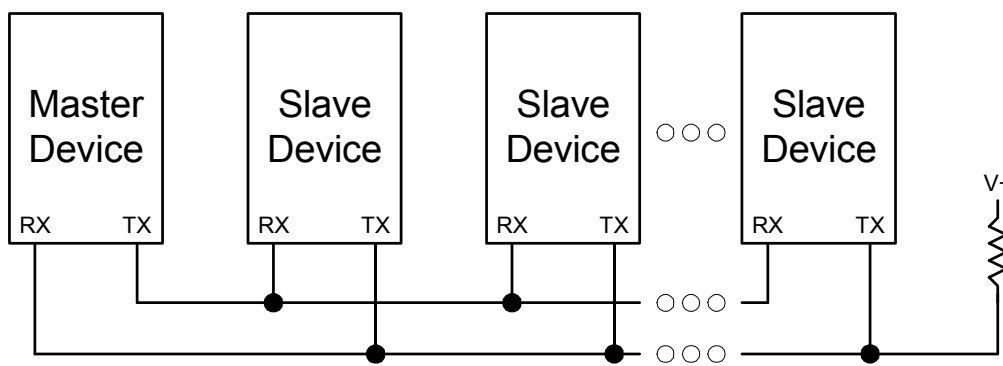 Master
Device
Slave
Device
Slave
Device
Slave
Device
RX TX RX TX RX TX RX TX
V+